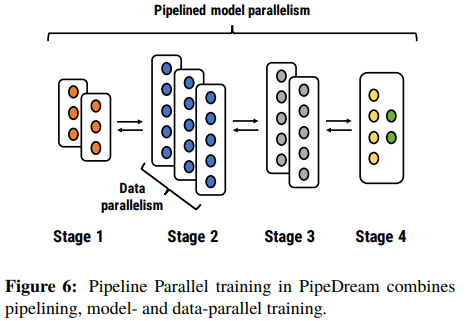 Pipelined model parallelism
Data
parallelism
Stage 1 Stage 2 Stage 3 Stage 4
Figure 6: Pipeline Parallel training in PipeDream combines
pipelining, model- and data-parallel training.